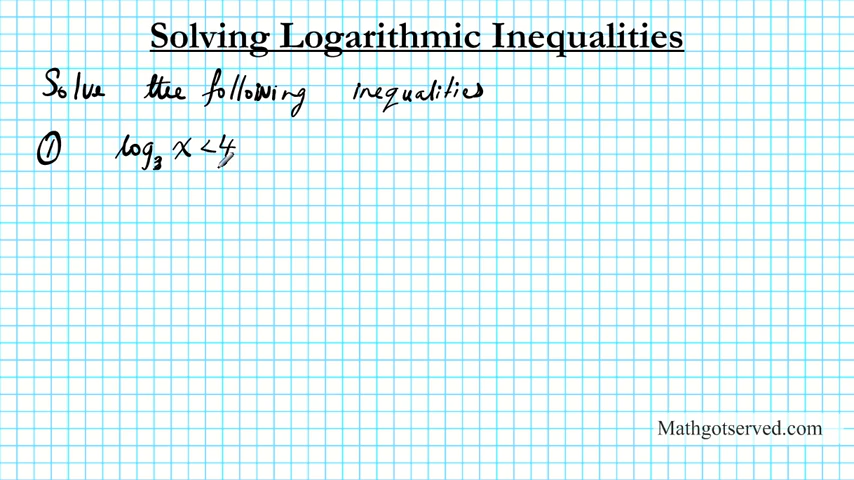 Solving Logarithmic Inequalities
Solve the following inequalities
① log₃ x < 4
Mathgotserved.com